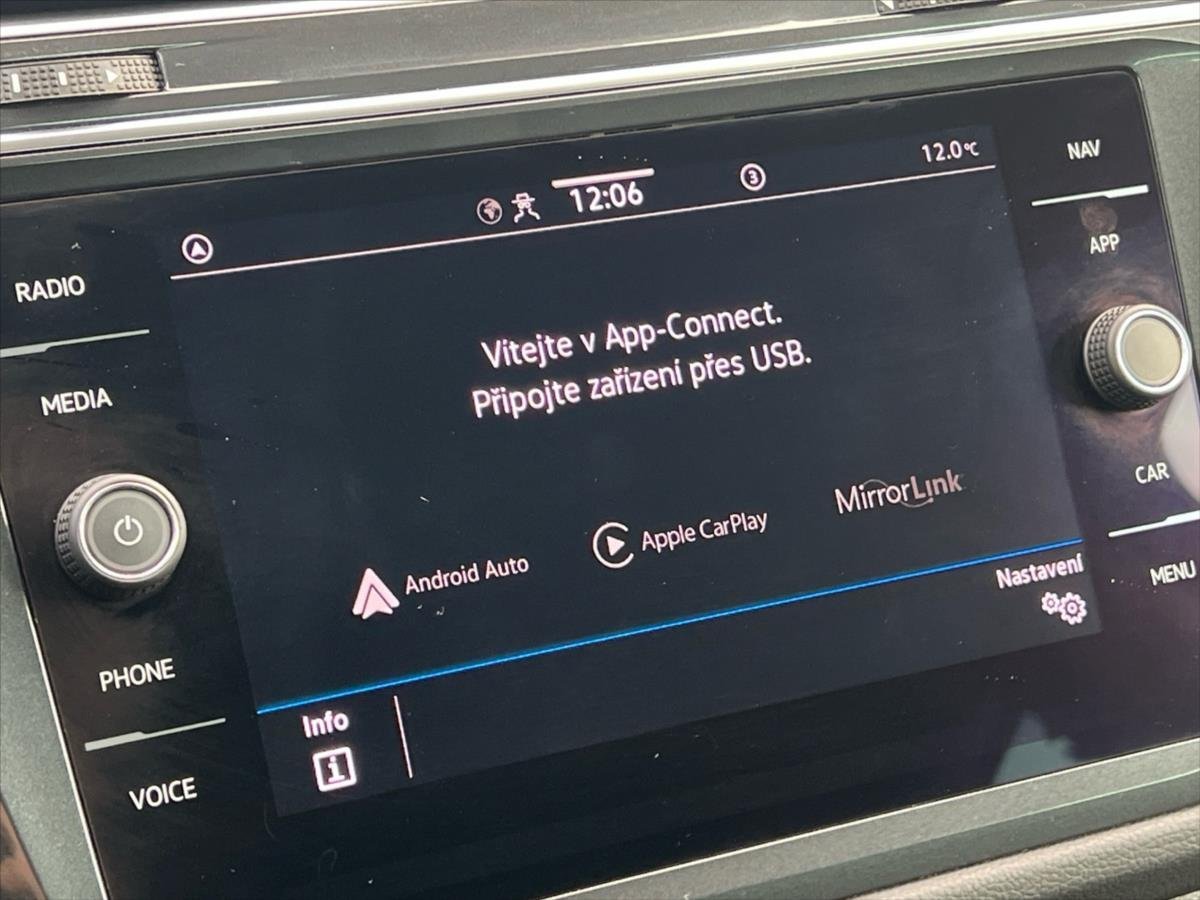 12:06
3
12.0°C
NAV
APP
RADIO
MEDIA
Vítejte v App-Connect.
Připojte zařízení přes USB.
Android Auto
Apple CarPlay
MirrorLink
CAR
MENU
Nastavení
PHONE
VOICE
Info
i